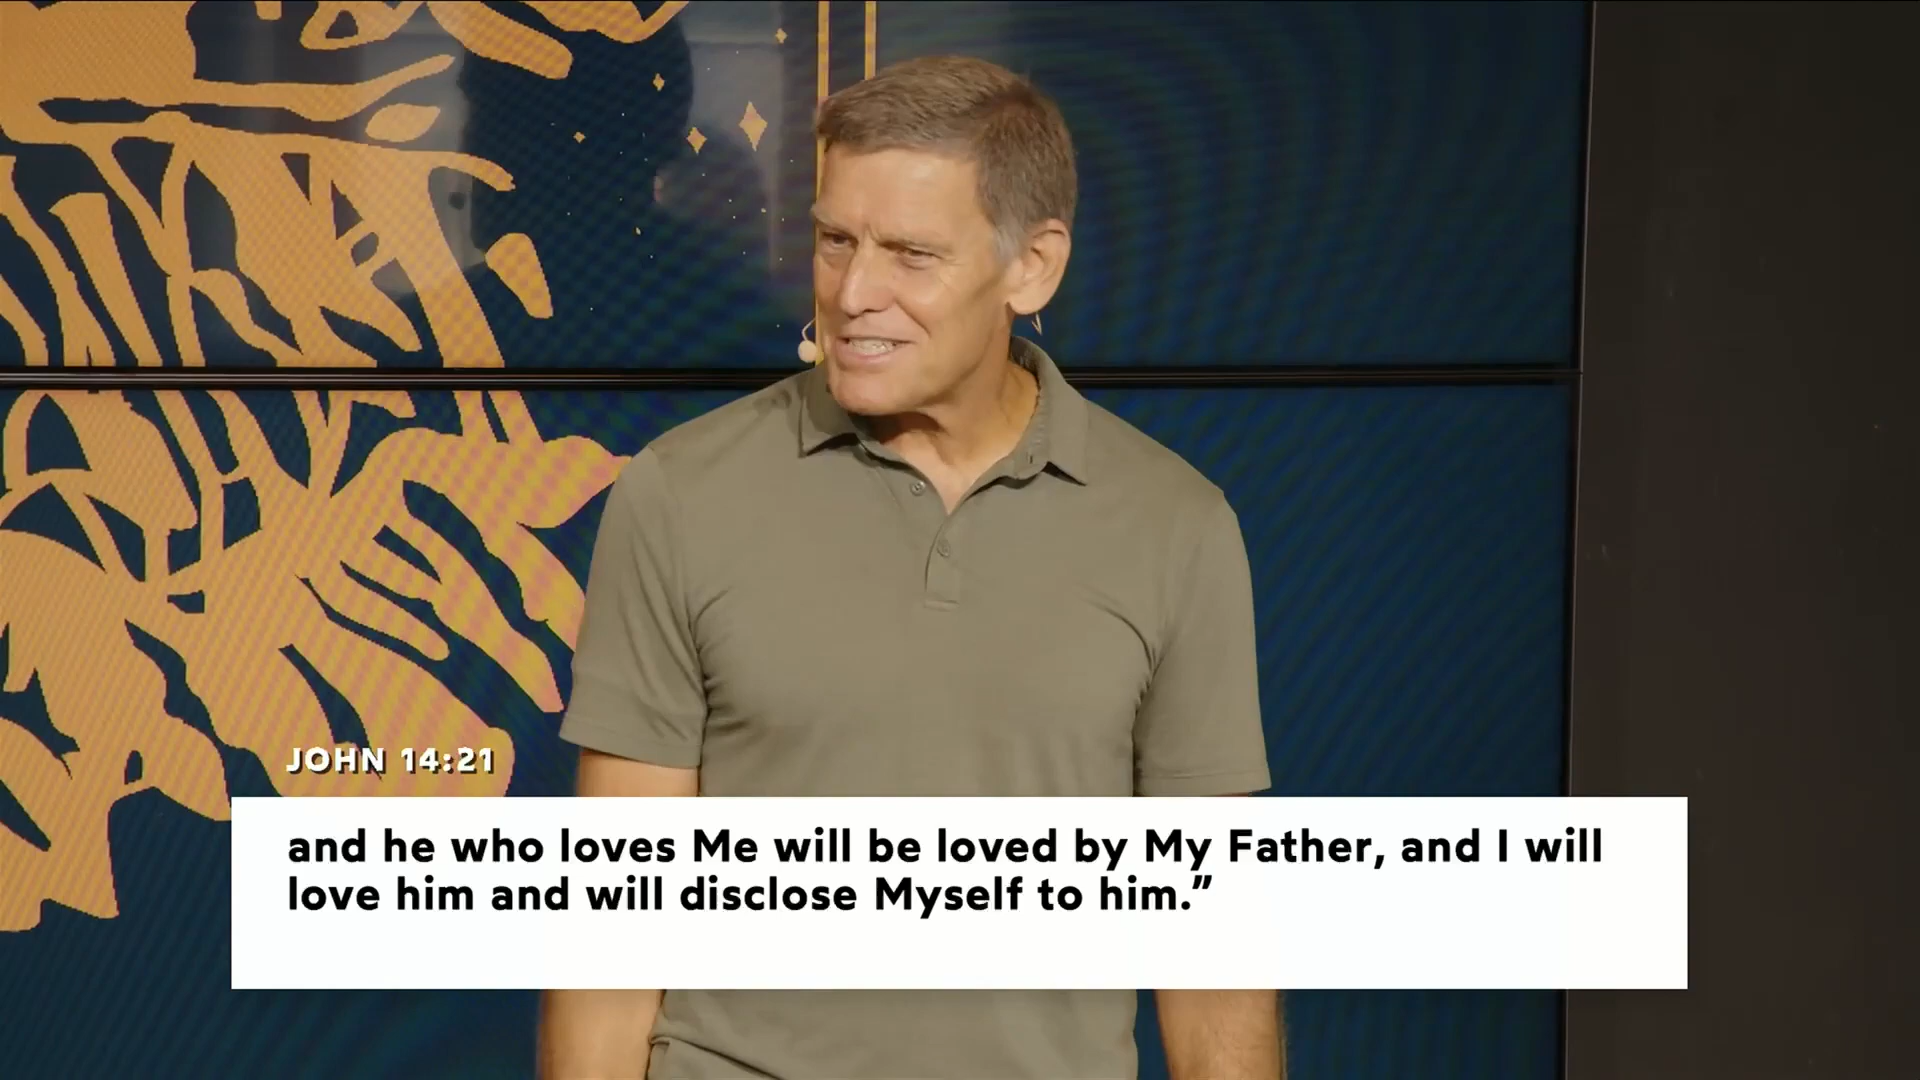 JOHN 14:21
and he who loves Me will be loved by My Father, and I will
love him and will disclose Myself to him.”